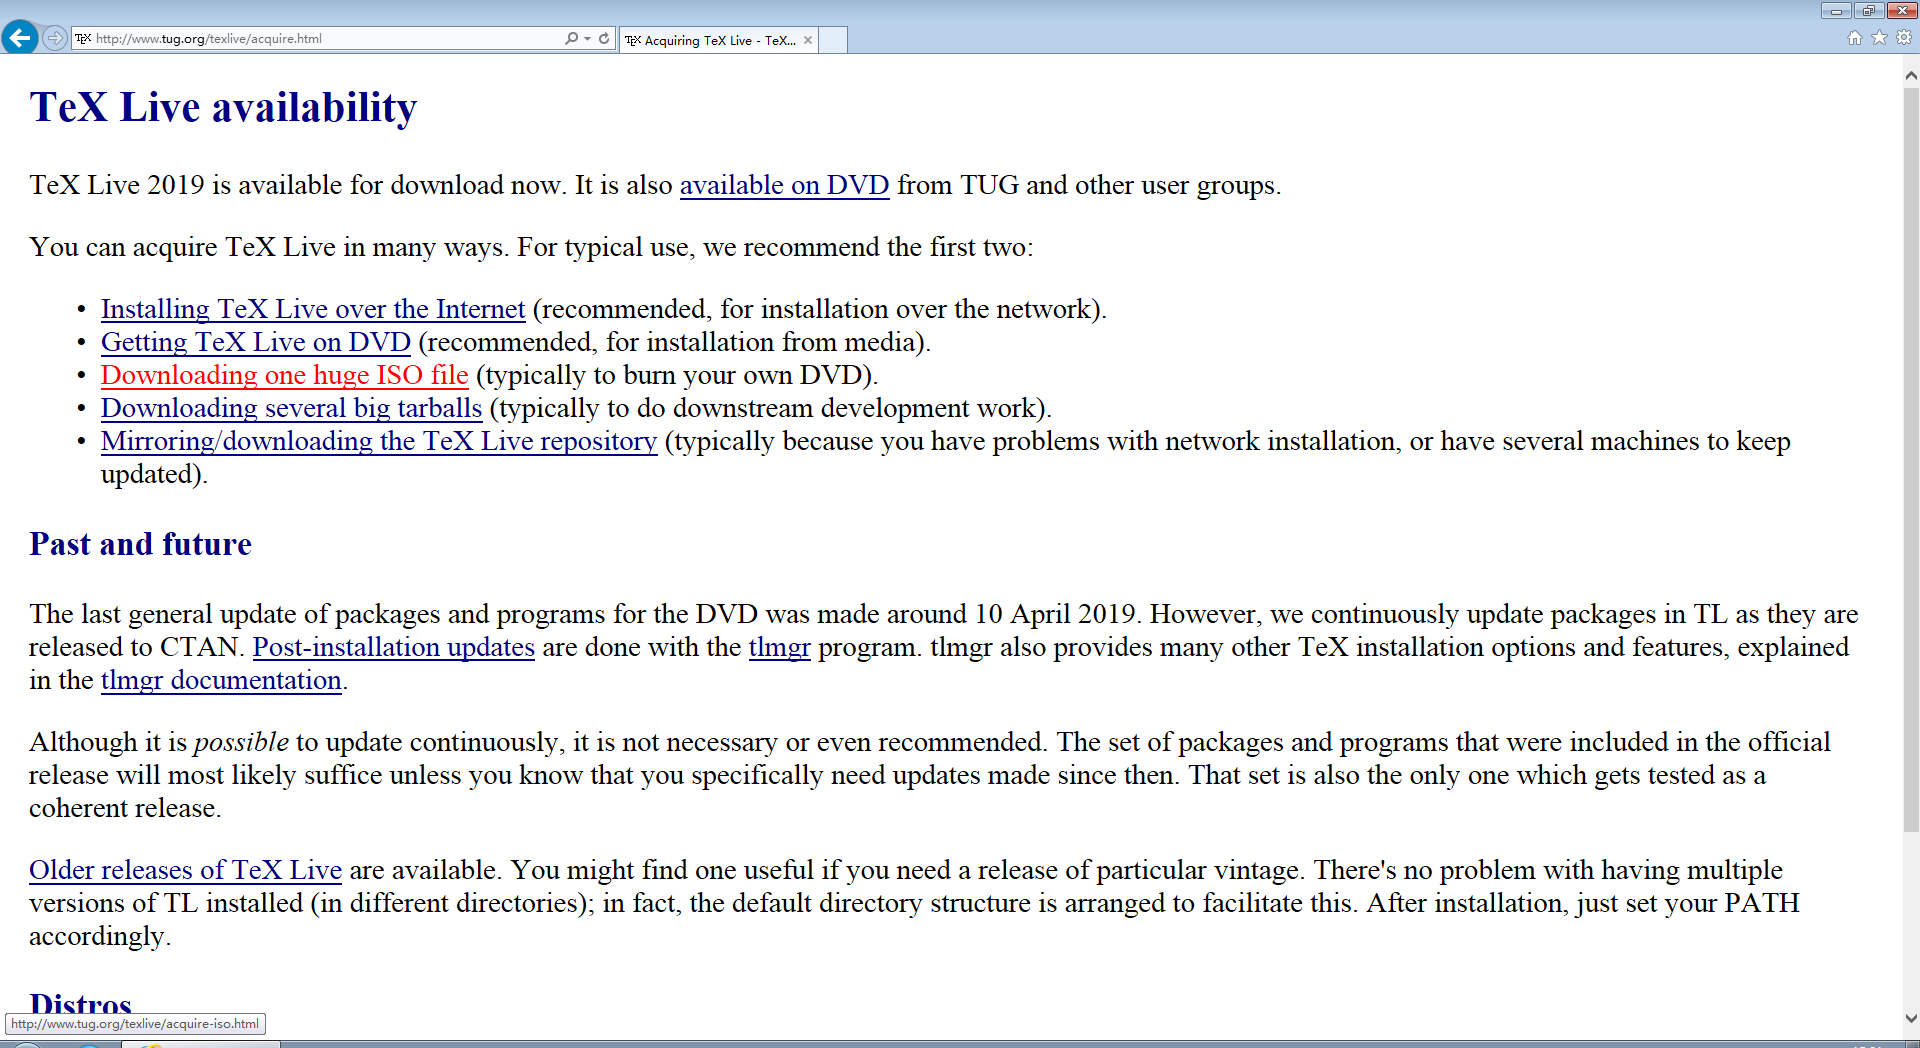 http://www.tug.org/texlive/acquire.html
TEX Acquiring TeX Live - TeX...
TeX Live availability
TeX Live 2019 is available for download now. It is also available on DVD from TUG and other user groups.
You can acquire TeX Live in many ways. For typical use, we recommend the first two:
• Installing TeX Live over the Internet (recommended, for installation over the network).
• Getting TeX Live on DVD (recommended, for installation from media).
• Downloading one huge ISO file (typically to burn your own DVD).
• Downloading several big tarballs (typically to do downstream development work).
• Mirroring/downloading the TeX Live repository (typically because you have problems with network installation, or have several machines to keep
updated).
Past and future
The last general update of packages and programs for the DVD was made around 10 April 2019. However, we continuously update packages in TL as they are
released to CTAN. Post-installation updates are done with the tlmgr program. tlmgr also provides many other TeX installation options and features, explained
in the tlmgr documentation.
Although it is possible to update continuously, it is not necessary or even recommended. The set of packages and programs that were included in the official
release will most likely suffice unless you know that you specifically need updates made since then. That set is also the only one which gets tested as a
coherent release.
Older releases of TeX Live are available. You might find one useful if you need a release of particular vintage. There's no problem with having multiple
versions of TL installed (in different directories); in fact, the default directory structure is arranged to facilitate this. After installation, just set your PATH
accordingly.
Distros
http://www.tug.org/texlive/acquire-iso.html